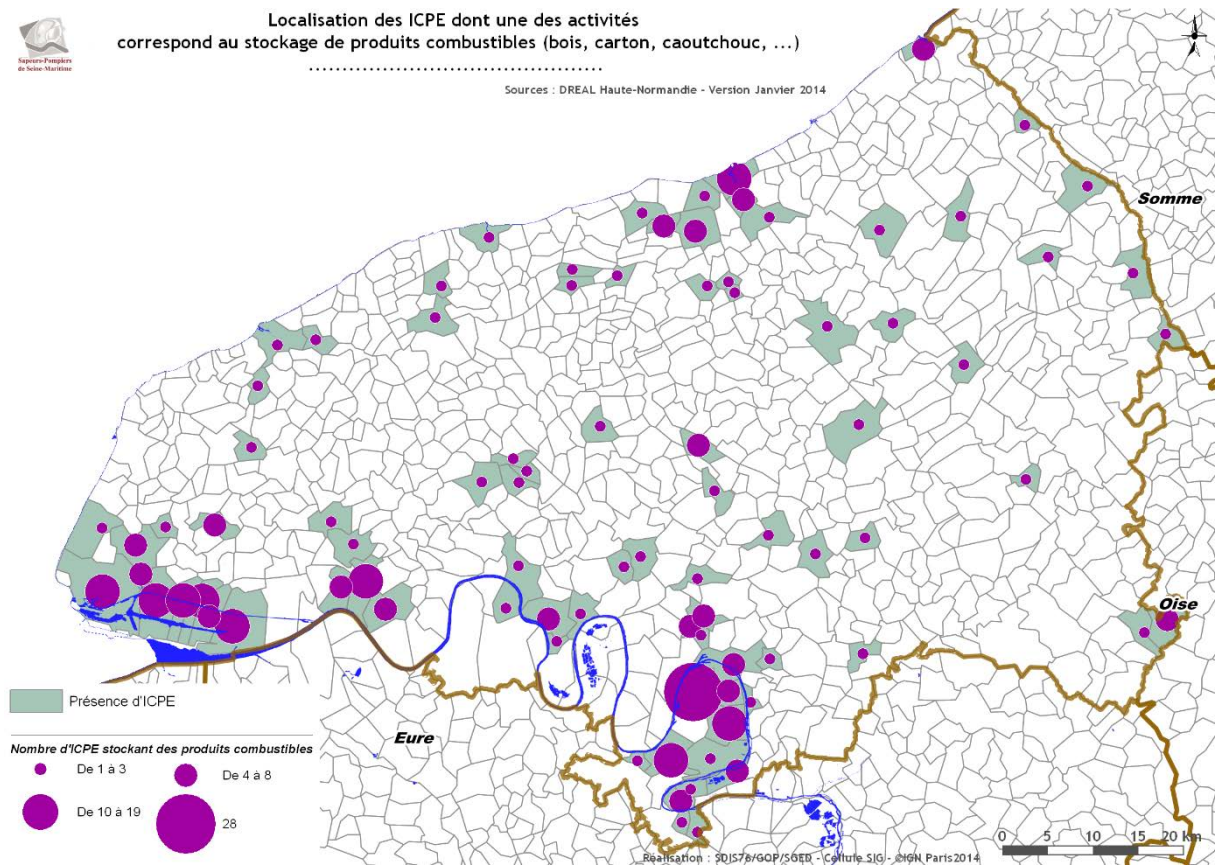 Localisation des ICPE dont une des activités
correspond au stockage de produits combustibles (bois, carton, caoutchouc, ...)
Sapeurs-Pompiers
de Seine-Maritime
Sources : DREAL Haute-Normandie - Version Janvier 2014
Somme
Oise
Eure
Présence d'ICPE
Nombre d'ICPE stockant des produits combustibles
De 1 à 3
De 4 à 8
De 10 à 19
28
0 5 10 15 20 km
Réalisation : SDIS76/GOP/SGED - Cellule SIG - ©IGN Paris2014